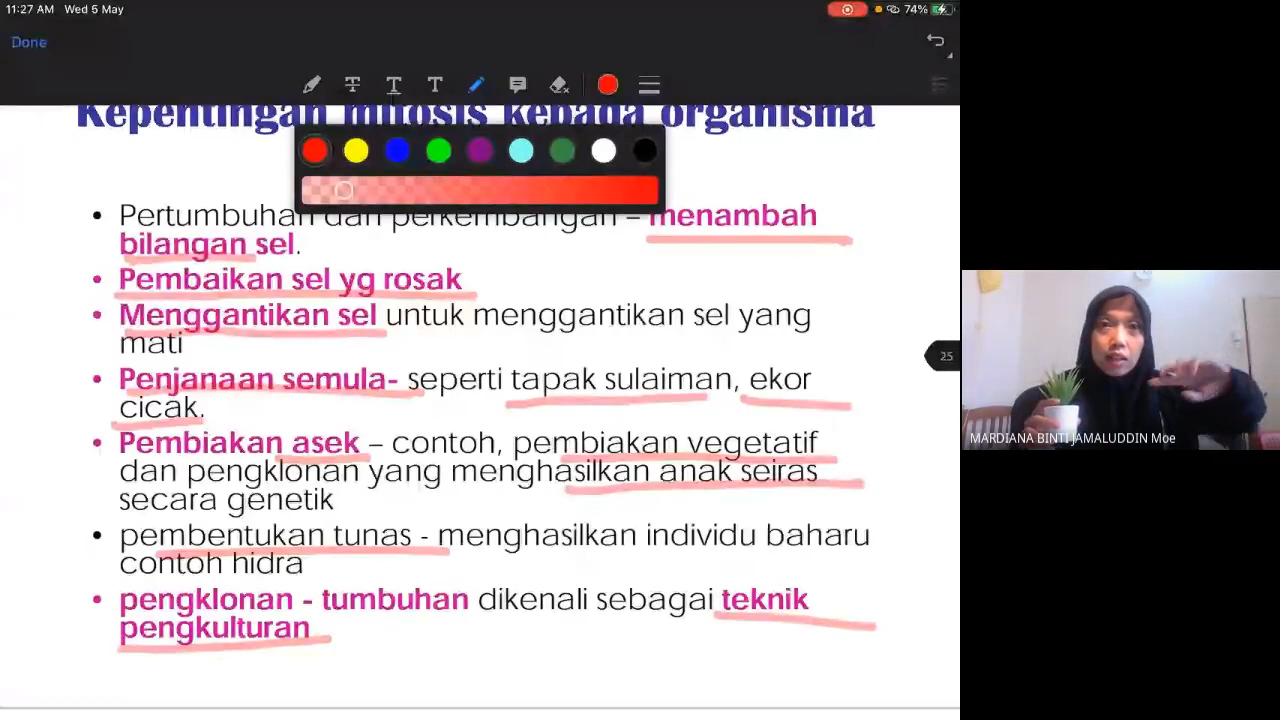 11:27 AM Wed 5 May
74%
Done
Kepentingan mitosis kepada organisma
• Pertumbuhan dan perkembangan – menambah
bilangan sel.
• Pembaikan sel yg rosak
• Menggantikan sel untuk menggantikan sel yang
mati
25
• Penjanaan semula- seperti tapak sulaiman, ekor
cicak.
MARDIANA BINTI JAMALUDDIN Moe
• Pembiakan asek – contoh, pembiakan vegetatif
dan pengklonan yang menghasilkan anak seiras
secara genetik
• pembentukan tunas - menghasilkan individu baharu
contoh hidra
• pengklonan - tumbuhan dikenali sebagai teknik
pengkulturan